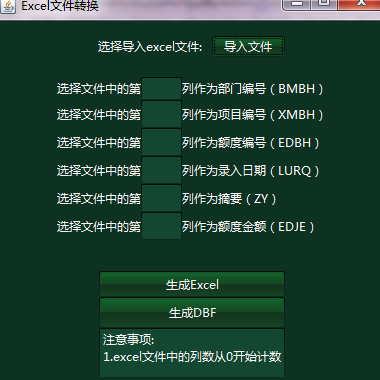 Excel文件转换
选择导入excel文件: 导入文件
选择文件中的第 列作为部门编号（BMBH）
选择文件中的第 列作为项目编号（XMBH）
选择文件中的第 列作为额度编号（EDBH）
选择文件中的第 列作为录入日期（LURQ）
选择文件中的第 列作为摘要（ZY）
选择文件中的第 列作为额度金额（EDJE）
生成Excel
生成DBF
注意事项:
1.excel文件中的列数从0开始计数